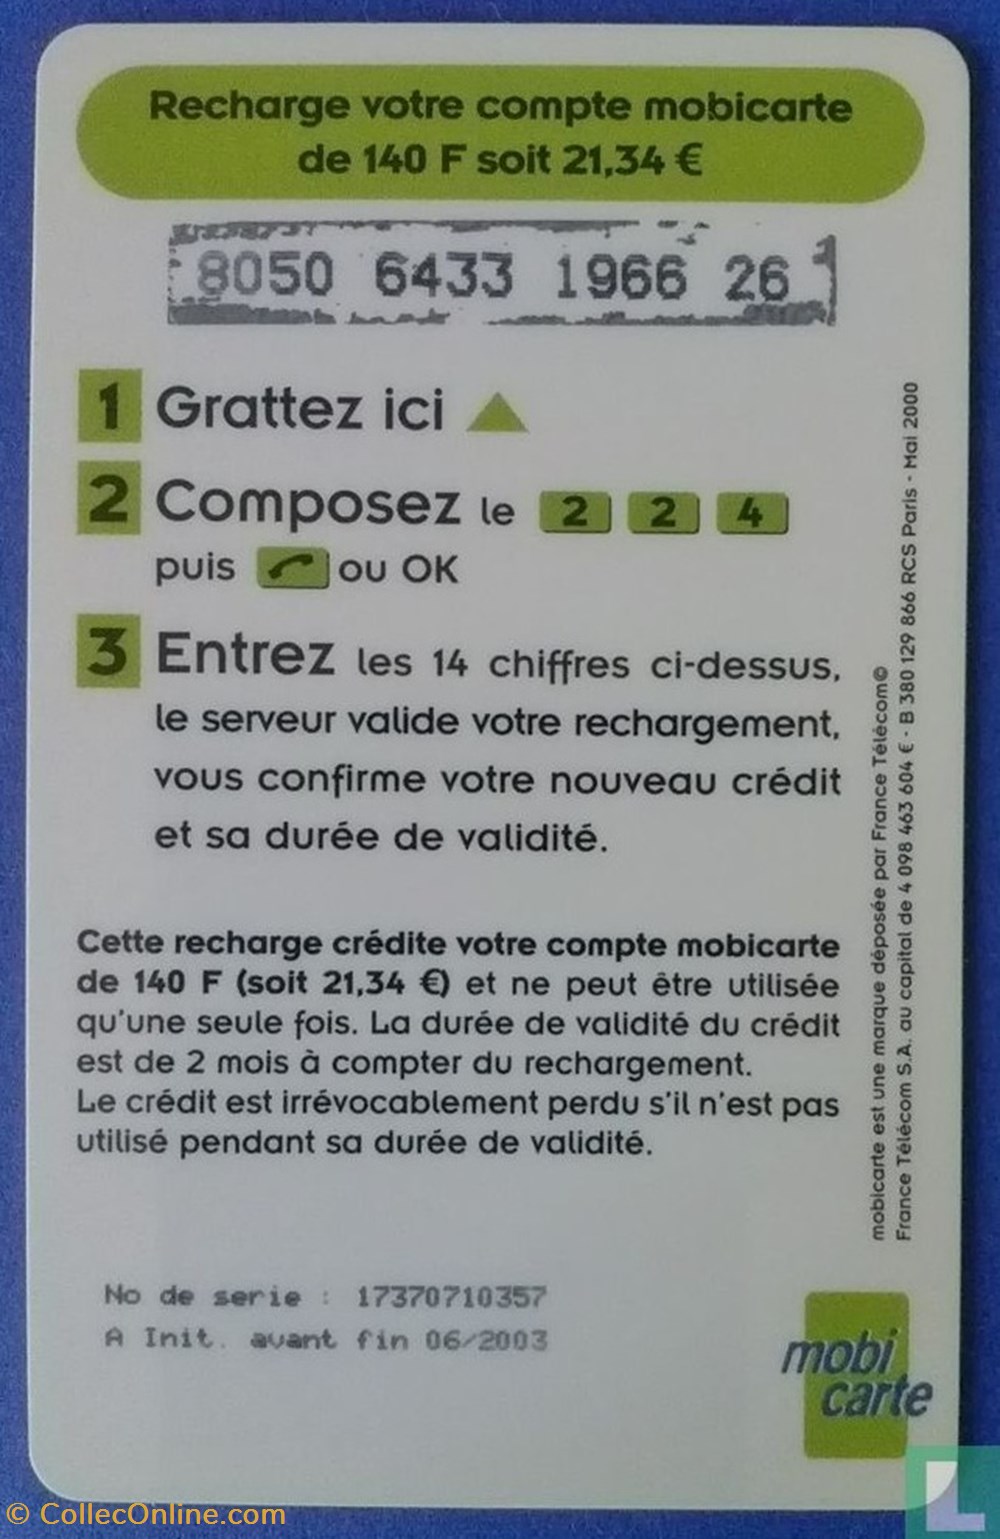 Recharge votre compte mobicarte
de 140 F soit 21,34 €
8050 6433 1966 26
1 Grattez ici
2 Composez le 2 2 4
puis ou OK
3 Entrez les 14 chiffres ci-dessus,
le serveur valide votre rechargement,
vous confirme votre nouveau crédit
et sa durée de validité.
Cette recharge crédite votre compte mobicarte
de 140 F (soit 21,34 €) et ne peut être utilisée
qu'une seule fois. La durée de validité du crédit
est de 2 mois à compter du rechargement.
Le crédit est irrévocablement perdu s'il n'est pas
utilisé pendant sa durée de validité.
mobicarte est une marque déposée par France Télécom©
France Télécom S.A. au capital de 4 098 463 604 € - B 380 129 866 RCS Paris - Mai 2000
No de serie : 17370710357
A Init. avant fin 06/2003
mobi
carte
© CollecOnline.com
L